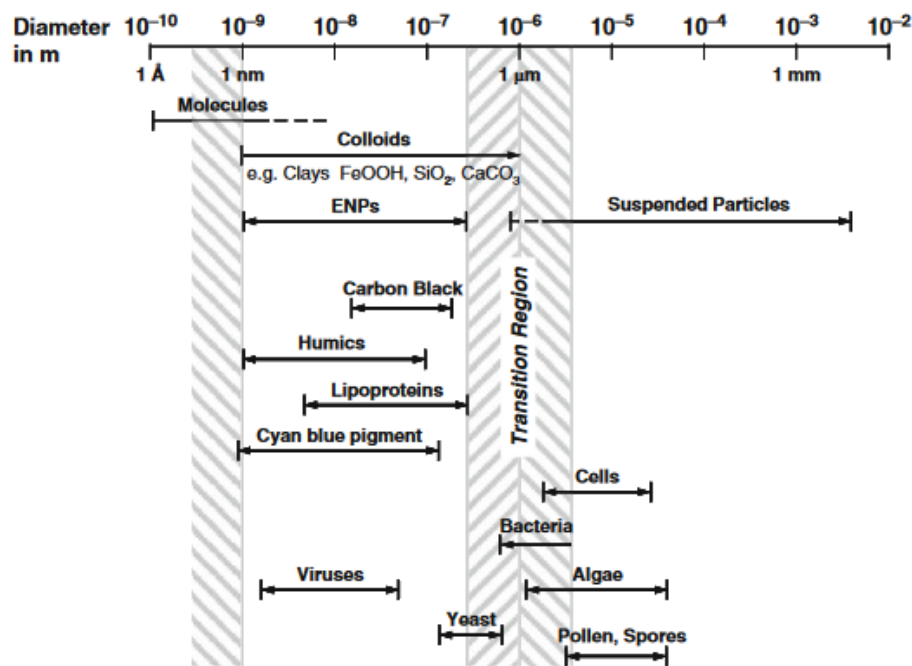 Diameter 10⁻¹⁰ 10⁻⁹ 10⁻⁸ 10⁻⁷ 10⁻⁶ 10⁻⁵ 10⁻⁴ 10⁻³ 10⁻²
in m
1 Å 1 nm 1 μm 1 mm
Molecules
Colloids
e.g. Clays FeOOH, SiO₂, CaCO₃
ENPs Suspended Particles
Carbon Black
Humics
Lipoproteins
Cyan blue pigment
Transition Region
Cells
Bacteria
Viruses Algae
Yeast
Pollen, Spores